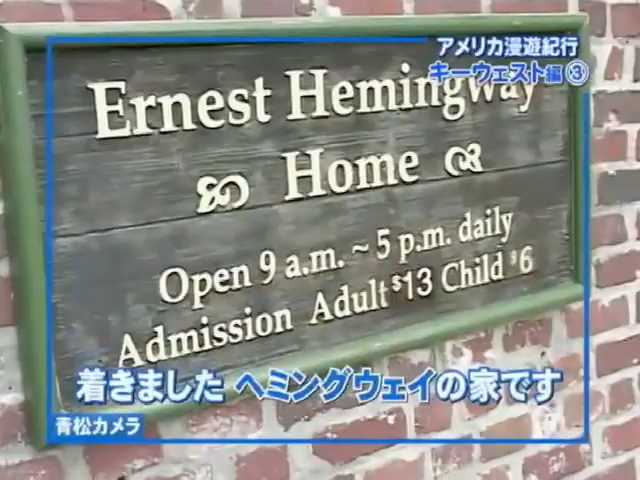 アメリカ漫遊紀行
キーウェスト編③
Ernest Hemingway
Home
Open 9 a.m. ~ 5 p.m. daily
Admission Adult $13 Child $6
着きました ヘミングウェイの家です
青松カメラ